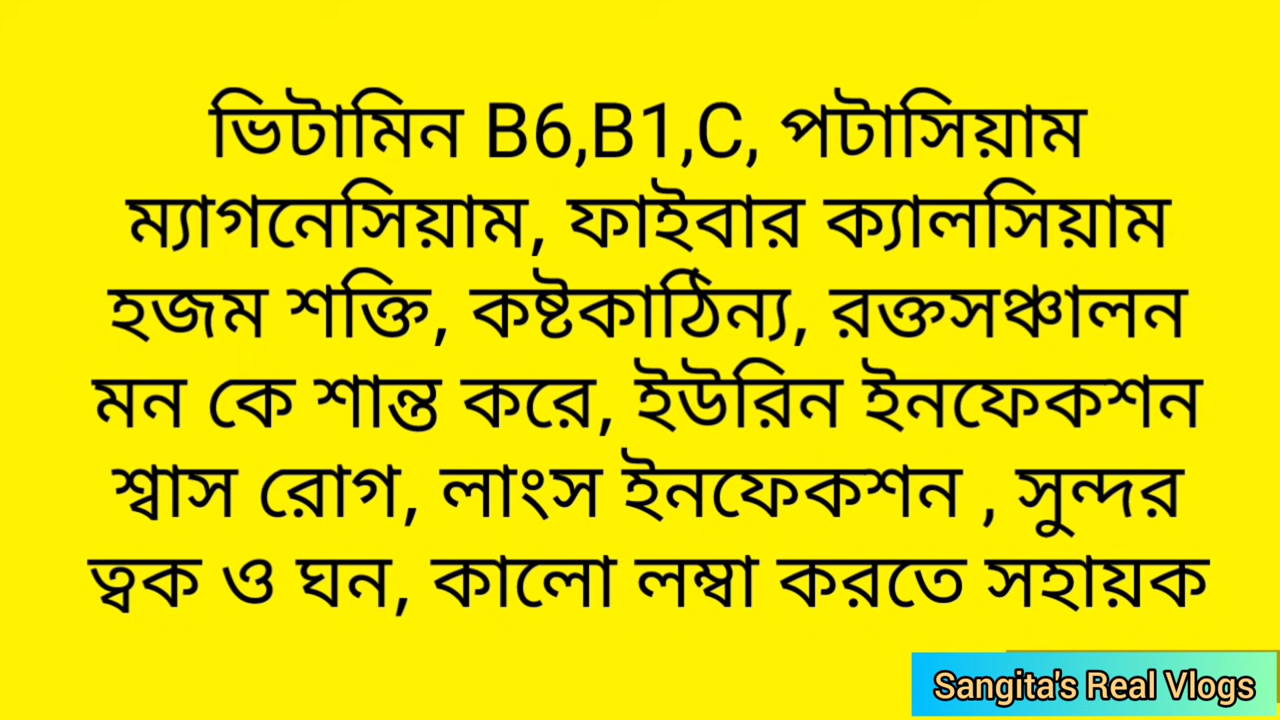 ভিটামিন B6,B1,C, পটাসিয়াম
ম্যাগনেসিয়াম, ফাইবার ক্যালসিয়াম
হজম শক্তি, কষ্টকাঠিন্য, রক্তসঞ্চালন
মন কে শান্ত করে, ইউরিন ইনফেকশন
শ্বাস রোগ, লাংস ইনফেকশন , সুন্দর
ত্বক ও ঘন, কালো লম্বা করতে সহায়ক
Sangita's Real Vlogs